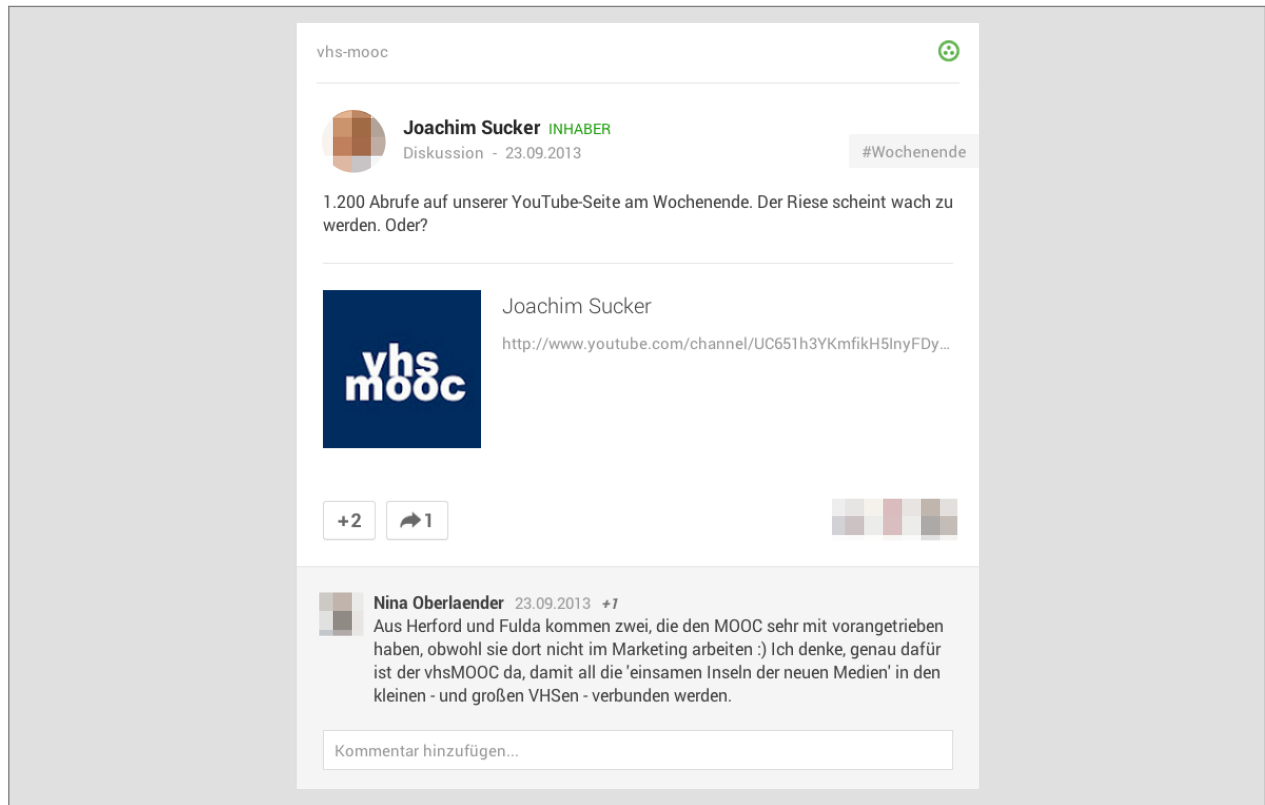 vhs-mooc
Joachim Sucker INHABER
Diskussion - 23.09.2013
#Wochenende
1.200 Abrufe auf unserer YouTube-Seite am Wochenende. Der Riese scheint wach zu
werden. Oder?
vhs
mooc
Joachim Sucker
http://www.youtube.com/channel/UC651h3YKmfikH5InyFDy...
+2
1
Nina Oberlaender 23.09.2013 +1
Aus Herford und Fulda kommen zwei, die den MOOC sehr mit vorangetrieben
haben, obwohl sie dort nicht im Marketing arbeiten :) Ich denke, genau dafür
ist der vhsMOOC da, damit all die 'einsamen Inseln der neuen Medien' in den
kleinen - und großen VHSen - verbunden werden.
Kommentar hinzufügen...